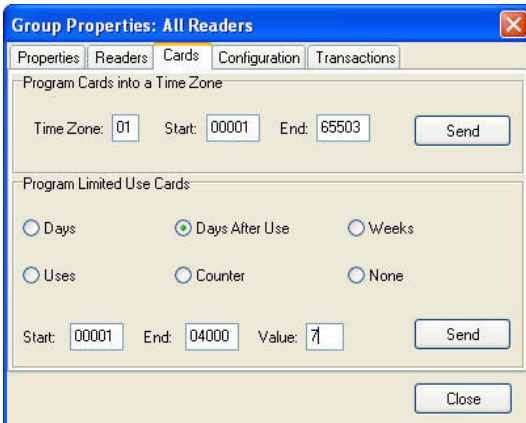 Group Properties: All Readers
Properties Readers Cards Configuration Transactions
Program Cards into a Time Zone
Time Zone: 01 Start: 00001 End: 65503 Send
Program Limited Use Cards
Days Days After Use Weeks
Uses Counter None
Start: 00001 End: 04000 Value: 7 Send
Close